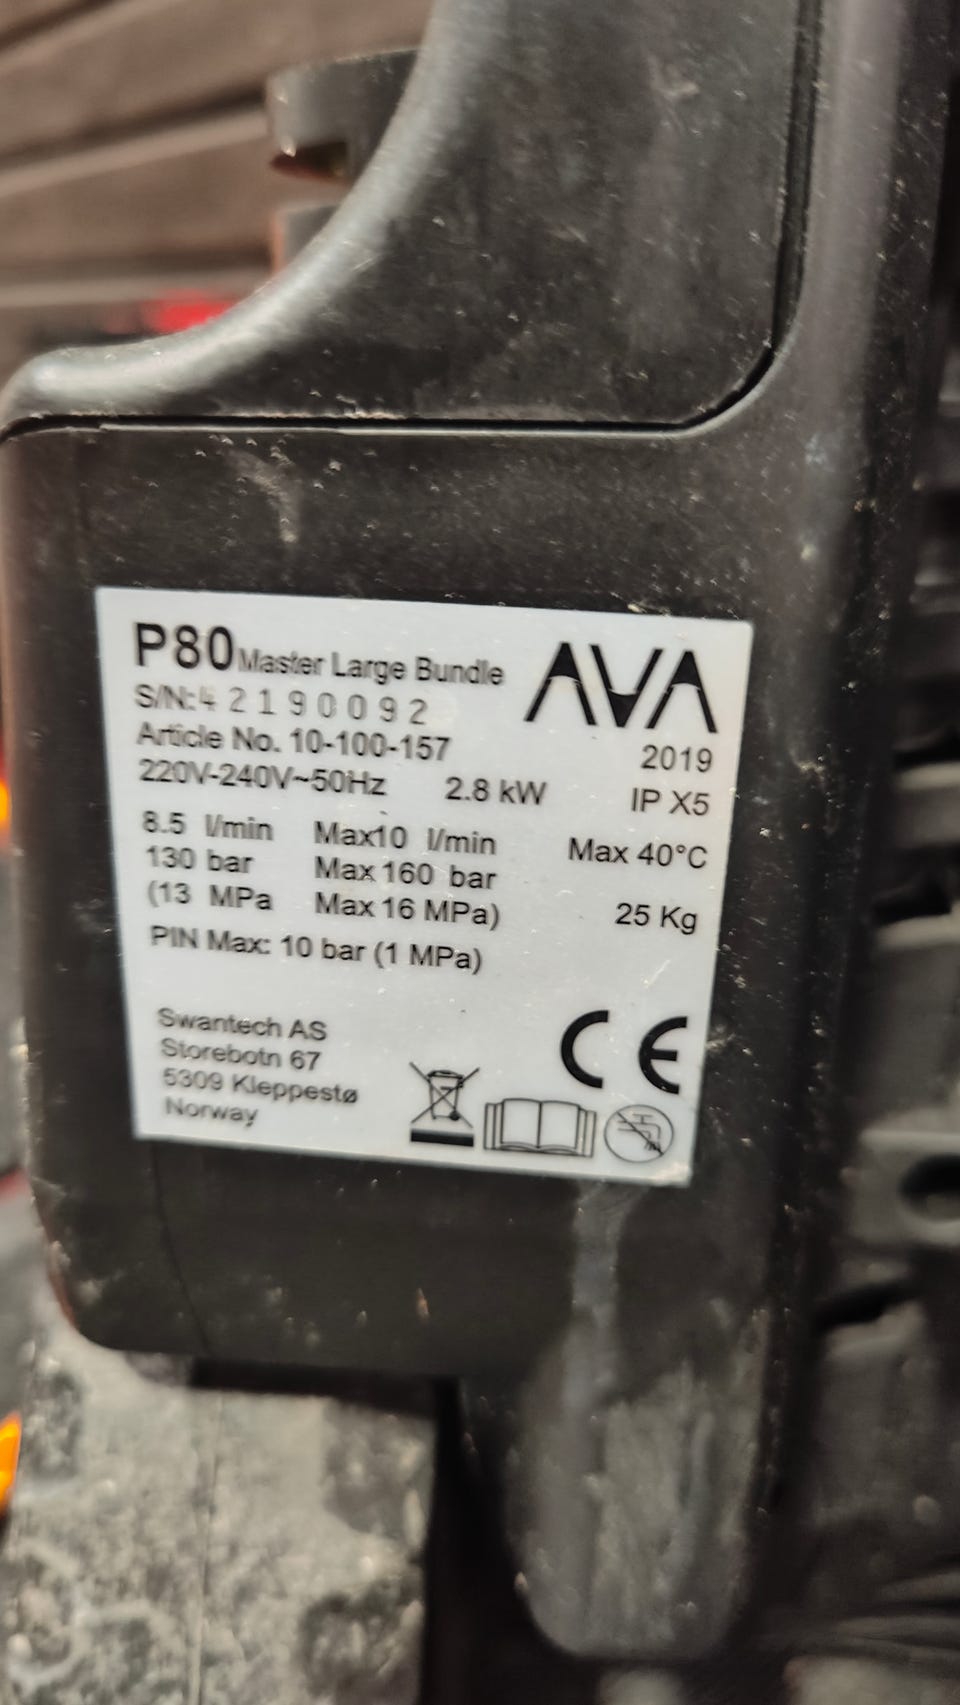 P80 Master Large Bundle AVA
S/N: 42190092
Article No. 10-100-157 2019
220V-240V~50Hz 2.8 kW IP X5
8.5 l/min Max10 l/min Max 40°C
130 bar Max 160 bar
(13 MPa Max 16 MPa) 25 Kg
PIN Max: 10 bar (1 MPa)
Swantech AS
Storebotn 67
5309 Kleppestø
Norway
CE